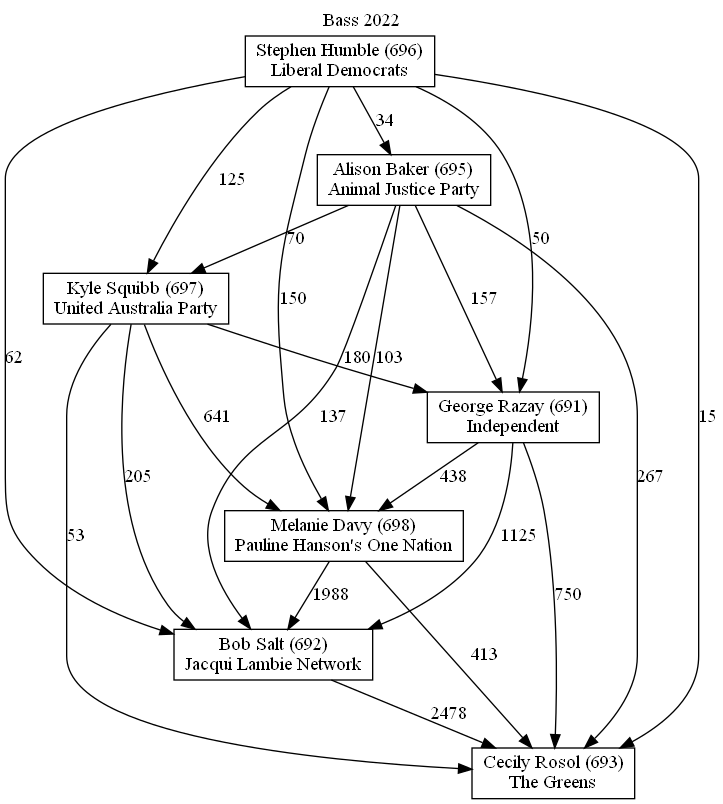 Bass 2022
Stephen Humble (696)
Liberal Democrats
34
Alison Baker (695)
Animal Justice Party
125
70
50
Kyle Squibb (697)
United Australia Party
150
157
62
180
103
George Razay (691)
Independent
641
137
15
205
438
267
Melanie Davy (698)
Pauline Hanson's One Nation
53
1125
1988
750
Bob Salt (692)
Jacqui Lambie Network
413
2478
Cecily Rosol (693)
The Greens